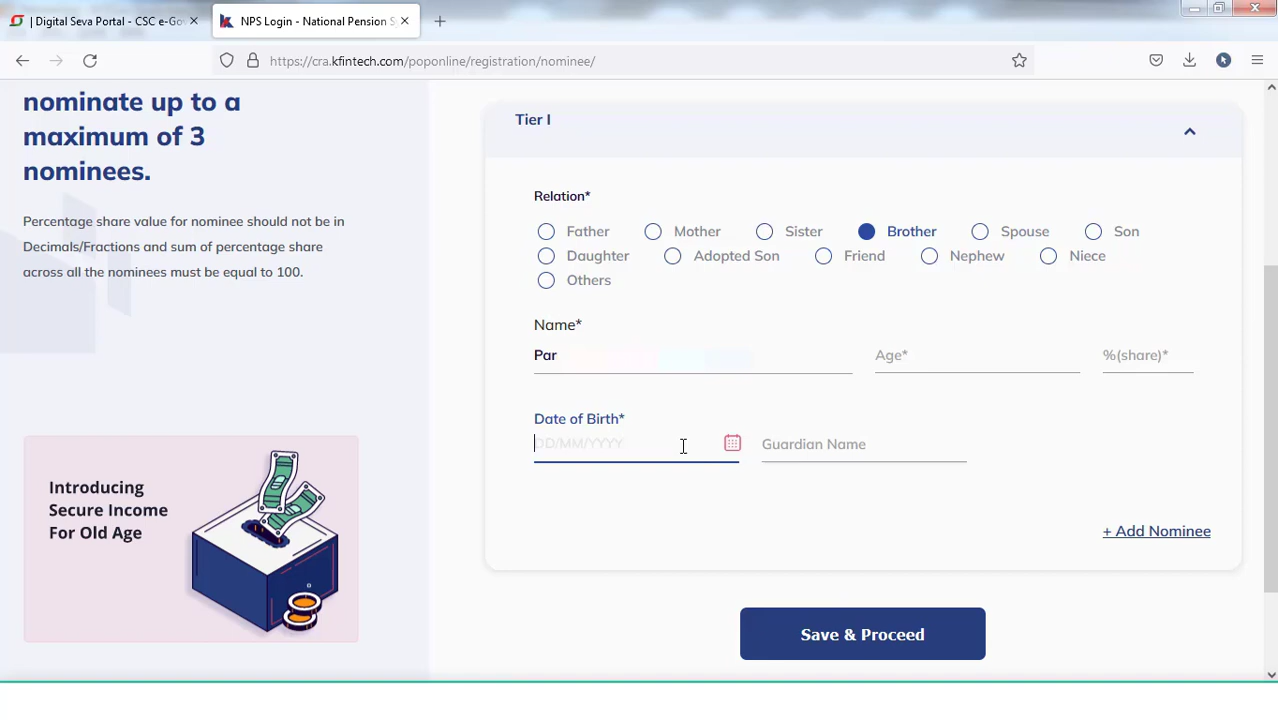 | Digital Seva Portal - CSC e-Gov
NPS Login - National Pension S
https://cra.kfintech.com/poponline/registration/nominee/
nominate up to a
maximum of 3
nominees.
Percentage share value for nominee should not be in
Decimals/Fractions and sum of percentage share
across all the nominees must be equal to 100.
Introducing
Secure Income
For Old Age
Tier I
Relation*
Father Mother Sister Brother Spouse Son
Daughter Adopted Son Friend Nephew Niece
Others
Name*
Par Age* %(share)*
Date of Birth*
DD/MM/YYYY Guardian Name
+ Add Nominee
Save & Proceed